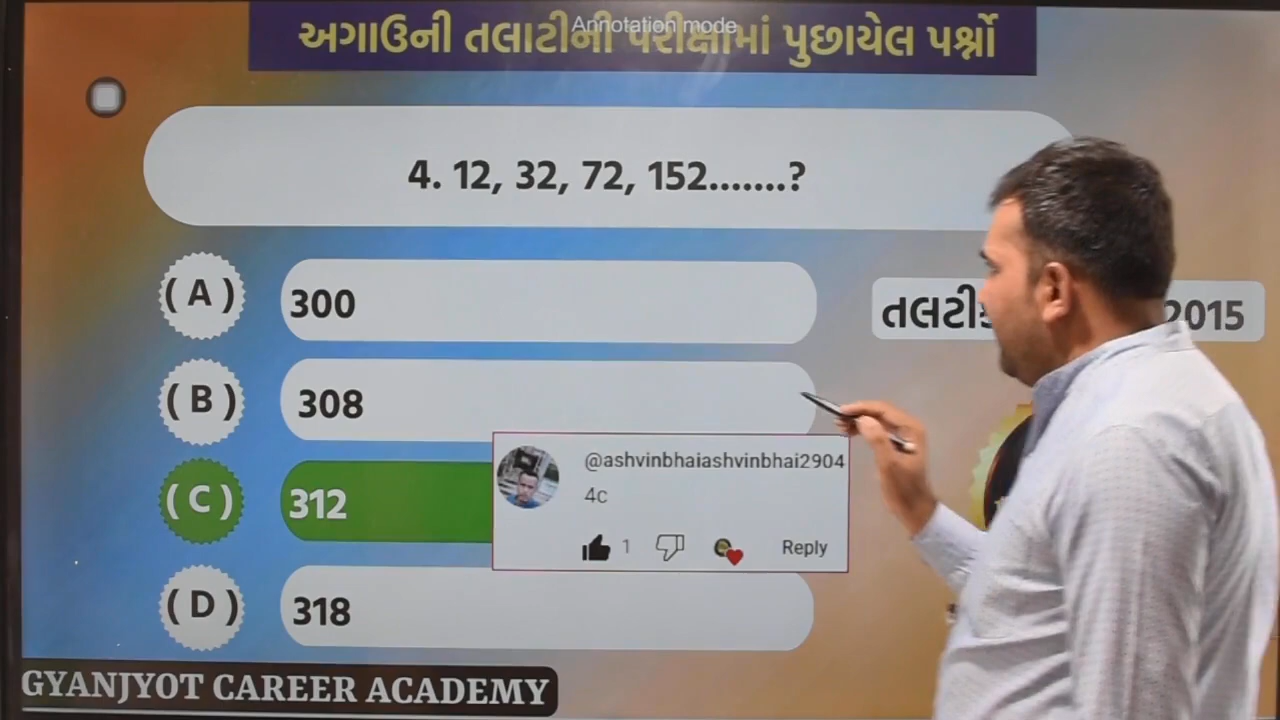 Annotation mode
અગાઉની તલાટીની પરીક્ષામાં પુછાયેલ પશ્નો
4. 12, 32, 72, 152.......?
( A )
300
( B )
308
( C )
312
( D )
318
2015
@ashvinbhaiashvinbhai2904
4c
1
Reply
GYANJYOT CAREER ACADEMY